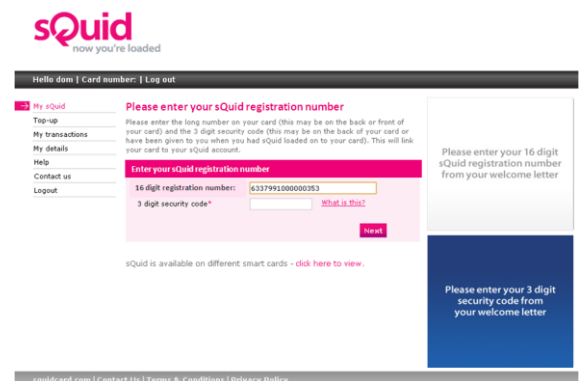 sQuid
now you're loaded
Hello dom | Card number: | Log out
My sQuid
Top-up
My transactions
My details
Help
Contact us
Logout
Please enter your sQuid registration number
Please enter the long number on your card (this may be on the back or front of
your card) and the 3 digit security code (this may be on the back of your card or
have been given to you when you had sQuid loaded on to your card). This will link
your card to your sQuid account.
Enter your sQuid registration number
16 digit registration number: 6337991000000353
3 digit security code* What is this?
Next
sQuid is available on different smart cards - click here to view.
Please enter your 16 digit
sQuid registration number
from your welcome letter
Please enter your 3 digit
security code from
your welcome letter
squidcard.com | Contact Us | Terms & Conditions | Privacy Policy